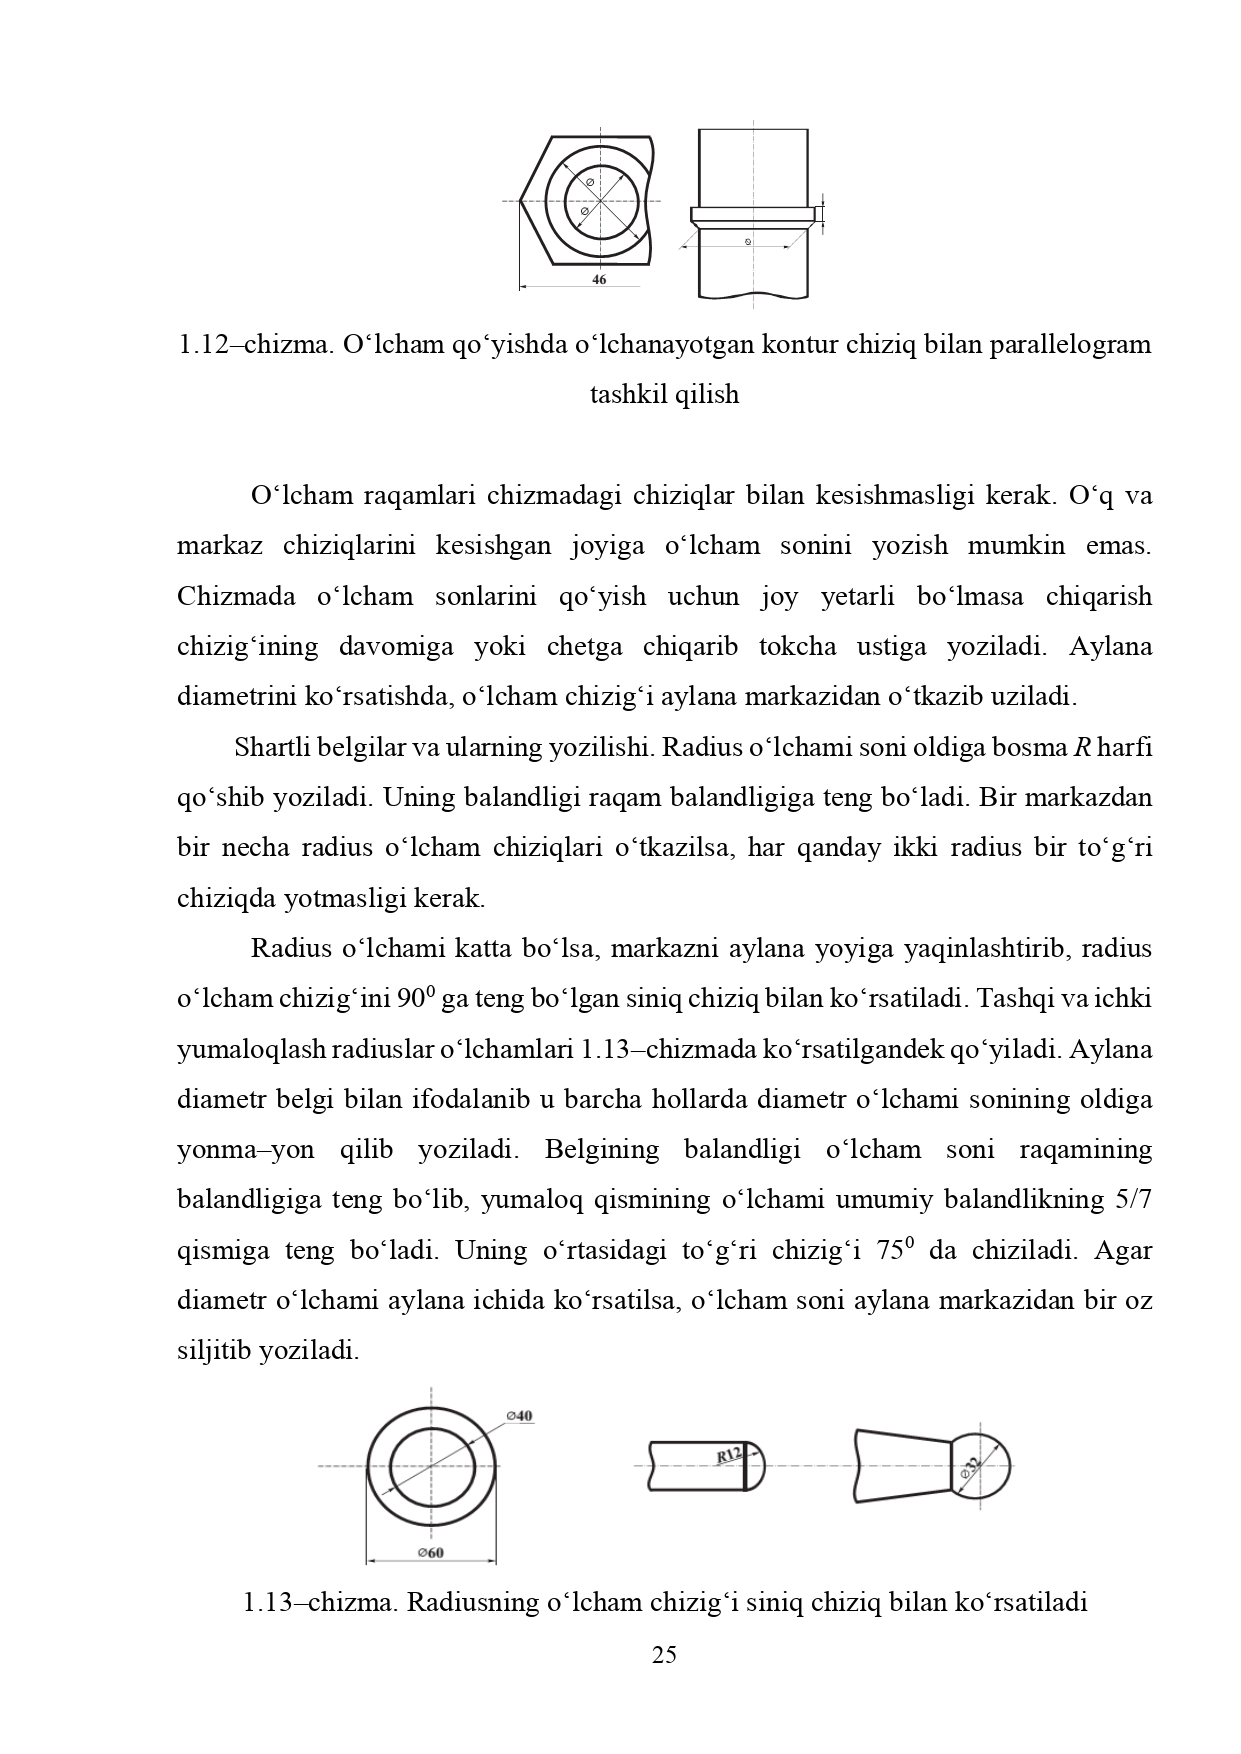 ⌀
⌀
46
⌀
1.12–chizma. O‘lcham qo‘yishda o‘lchanayotgan kontur chiziq bilan parallelogram
tashkil qilish
O‘lcham raqamlari chizmadagi chiziqlar bilan kesishmasligi kerak. O‘q va
markaz chiziqlarini kesishgan joyiga o‘lcham sonini yozish mumkin emas.
Chizmada o‘lcham sonlarini qo‘yish uchun joy yetarli bo‘lmasa chiqarish
chizig‘ining davomiga yoki chetga chiqarib tokcha ustiga yoziladi. Aylana
diametrini ko‘rsatishda, o‘lcham chizig‘i aylana markazidan o‘tkazib uziladi.
Shartli belgilar va ularning yozilishi. Radius o‘lchami soni oldiga bosma R harfi
qo‘shib yoziladi. Uning balandligi raqam balandligiga teng bo‘ladi. Bir markazdan
bir necha radius o‘lcham chiziqlari o‘tkazilsa, har qanday ikki radius bir to‘g‘ri
chiziqda yotmasligi kerak.
Radius o‘lchami katta bo‘lsa, markazni aylana yoyiga yaqinlashtirib, radius
o‘lcham chizig‘ini 90⁰ ga teng bo‘lgan siniq chiziq bilan ko‘rsatiladi. Tashqi va ichki
yumaloqlash radiuslar o‘lchamlari 1.13–chizmada ko‘rsatilgandek qo‘yiladi. Aylana
diametr belgi bilan ifodalanib u barcha hollarda diametr o‘lchami sonining oldiga
yonma–yon qilib yoziladi. Belgining balandligi o‘lcham soni raqamining
balandligiga teng bo‘lib, yumaloq qismining o‘lchami umumiy balandlikning 5/7
qismiga teng bo‘ladi. Uning o‘rtasidagi to‘g‘ri chizig‘i 75⁰ da chiziladi. Agar
diametr o‘lchami aylana ichida ko‘rsatilsa, o‘lcham soni aylana markazidan bir oz
siljitib yoziladi.
⌀40
R12
⌀32
⌀60
1.13–chizma. Radiusning o‘lcham chizig‘i siniq chiziq bilan ko‘rsatiladi
25